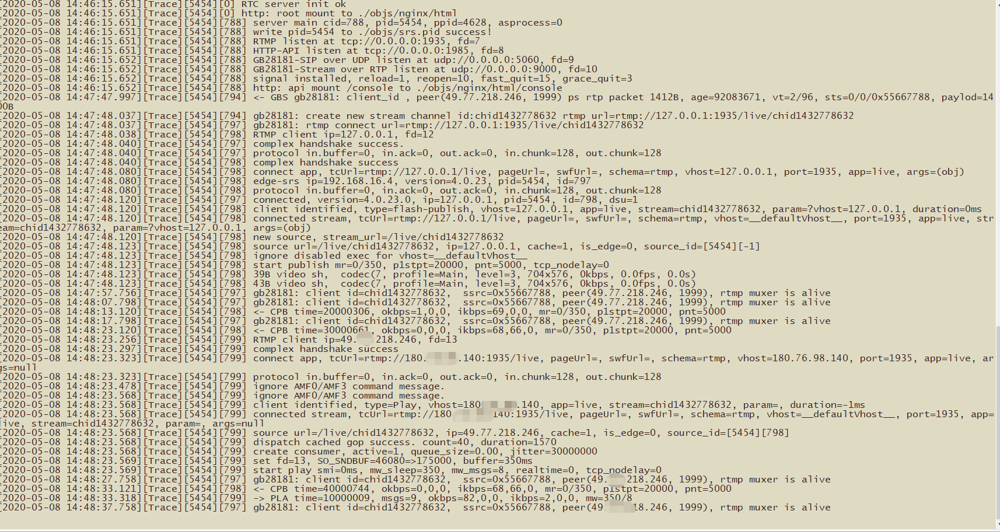 [2020-05-08 14:46:15.651][Trace][5454][0] RTC server init ok
[2020-05-08 14:46:15.651][Trace][5454][0] http: root mount to ./objs/nginx/html
[2020-05-08 14:46:15.651][Trace][5454][788] server main cid=788, pid=5454, ppid=4628, asprocess=0
[2020-05-08 14:46:15.651][Trace][5454][788] write pid=5454 to ./objs/srs.pid success!
[2020-05-08 14:46:15.651][Trace][5454][788] RTMP listen at tcp://0.0.0.0:1935, fd=7
[2020-05-08 14:46:15.651][Trace][5454][788] HTTP-API listen at tcp://0.0.0.0:1985, fd=8
[2020-05-08 14:46:15.652][Trace][5454][788] GB28181-SIP over UDP listen at udp://0.0.0.0:5060, fd=9
[2020-05-08 14:46:15.652][Trace][5454][788] GB28181-Stream over RTP listen at udp://0.0.0.0:9000, fd=10
[2020-05-08 14:46:15.652][Trace][5454][788] signal installed, reload=1, reopen=10, fast_quit=15, grace_quit=3
[2020-05-08 14:46:15.652][Trace][5454][788] http: api mount /console to ./objs/nginx/html/console
[2020-05-08 14:47:47.997][Trace][5454][794] <- GBS gb28181: client_id , peer(49.77.218.246, 1999) ps rtp packet 1412B, age=92083671, vt=2/96, sts=0/0/0x55667788, paylod=14
00B
[2020-05-08 14:47:48.037][Trace][5454][794] gb28181: create new stream channel id:chid1432778632 rtmp url=rtmp://127.0.0.1:1935/live/chid1432778632
[2020-05-08 14:47:48.037][Trace][5454][797] gb28181: rtmp connect url=rtmp://127.0.0.1:1935/live/chid1432778632
[2020-05-08 14:47:48.038][Trace][5454][798] RTMP client ip=127.0.0.1, fd=12
[2020-05-08 14:47:48.040][Trace][5454][797] complex handshake success.
[2020-05-08 14:47:48.040][Trace][5454][797] protocol in.buffer=0, in.ack=0, out.ack=0, in.chunk=128, out.chunk=128
[2020-05-08 14:47:48.040][Trace][5454][798] complex handshake success
[2020-05-08 14:47:48.080][Trace][5454][798] connect app, tcUrl=rtmp://127.0.0.1/live, pageUrl=, swfUrl=, schema=rtmp, vhost=127.0.0.1, port=1935, app=live, args=(obj)
[2020-05-08 14:47:48.080][Trace][5454][798] edge-srs ip=192.168.16.4, version=4.0.23, pid=5454, id=797
[2020-05-08 14:47:48.080][Trace][5454][798] protocol in.buffer=0, in.ack=0, out.ack=0, in.chunk=128, out.chunk=128
[2020-05-08 14:47:48.120][Trace][5454][797] connected, version=4.0.23.0, ip=127.0.0.1, pid=5454, id=798, dsu=1
[2020-05-08 14:47:48.120][Trace][5454][798] client identified, type=flash-publish, vhost=127.0.0.1, app=live, stream=chid1432778632, param=?vhost=127.0.0.1, duration=0ms
[2020-05-08 14:47:48.120][Trace][5454][798] connected stream, tcUrl=rtmp://127.0.0.1/live, pageUrl=, swfUrl=, schema=rtmp, vhost=__defaultVhost__, port=1935, app=live, str
eam=chid1432778632, param=?vhost=127.0.0.1, args=(obj)
[2020-05-08 14:47:48.120][Trace][5454][798] new source, stream_url=/live/chid1432778632
[2020-05-08 14:47:48.123][Trace][5454][798] source url=/live/chid1432778632, ip=127.0.0.1, cache=1, is_edge=0, source_id=[5454][-1]
[2020-05-08 14:47:48.123][Trace][5454][798] ignore disabled exec for vhost=__defaultVhost__
[2020-05-08 14:47:48.123][Trace][5454][798] start publish mr=0/350, p1stpt=20000, pnt=5000, tcp_nodelay=0
[2020-05-08 14:47:48.123][Trace][5454][798] 39B video sh,  codec(7, profile=Main, level=3, 704x576, 0kbps, 0.0fps, 0.0s)
[2020-05-08 14:47:48.123][Trace][5454][798] 43B video sh,  codec(7, profile=Main, level=3, 704x576, 0kbps, 0.0fps, 0.0s)
[2020-05-08 14:47:57.756][Trace][5454][797] gb28181: client id=chid1432778632,  ssrc=0x55667788, peer(49.77.218.246, 1999), rtmp muxer is alive
[2020-05-08 14:48:07.798][Trace][5454][797] gb28181: client id=chid1432778632,  ssrc=0x55667788, peer(49.77.218.246, 1999), rtmp muxer is alive
[2020-05-08 14:48:13.120][Trace][5454][798] <- CPB time=20000306, okbps=1,0,0, ikbps=69,0,0, mr=0/350, p1stpt=20000, pnt=5000
[2020-05-08 14:48:17.798][Trace][5454][797] gb28181: client id=chid1432778632,  ssrc=0x55667788, peer(49.77.218.246, 1999), rtmp muxer is alive
[2020-05-08 14:48:23.120][Trace][5454][798] <- CPB time=30000661, okbps=0,0,0, ikbps=68,66,0, mr=0/350, p1stpt=20000, pnt=5000
[2020-05-08 14:48:23.256][Trace][5454][799] RTMP client ip=49. .218.246, fd=13
[2020-05-08 14:48:23.297][Trace][5454][799] complex handshake success
[2020-05-08 14:48:23.323][Trace][5454][799] connect app, tcUrl=rtmp://180. .140:1935/live, pageUrl=, swfUrl=, schema=rtmp, vhost=180.76.98.140, port=1935, app=live, ar
gs=null
[2020-05-08 14:48:23.323][Trace][5454][799] protocol in.buffer=0, in.ack=0, out.ack=0, in.chunk=128, out.chunk=128
[2020-05-08 14:48:23.478][Trace][5454][799] ignore AMF0/AMF3 command message.
[2020-05-08 14:48:23.568][Trace][5454][799] ignore AMF0/AMF3 command message.
[2020-05-08 14:48:23.568][Trace][5454][799] client identified, type=Play, vhost=180 .140, app=live, stream=chid1432778632, param=, duration=-1ms
[2020-05-08 14:48:23.568][Trace][5454][799] connected stream, tcUrl=rtmp://180 140:1935/live, pageUrl=, swfUrl=, schema=rtmp, vhost=__defaultVhost__, port=1935, app=
live, stream=chid1432778632, param=, args=null
[2020-05-08 14:48:23.568][Trace][5454][799] source url=/live/chid1432778632, ip=49.77.218.246, cache=1, is_edge=0, source_id=[5454][798]
[2020-05-08 14:48:23.568][Trace][5454][799] dispatch cached gop success. count=40, duration=1570
[2020-05-08 14:48:23.569][Trace][5454][799] create consumer, active=1, queue_size=0.00, jitter=30000000
[2020-05-08 14:48:23.569][Trace][5454][799] set fd=13, SO_SNDBUF=46080=>175000, buffer=350ms
[2020-05-08 14:48:23.569][Trace][5454][799] start play smi=0ms, mw_sleep=350, mw_msgs=8, realtime=0, tcp_nodelay=0
[2020-05-08 14:48:27.758][Trace][5454][797] gb28181: client id=chid1432778632,  ssrc=0x55667788, peer(49. 218.246, 1999), rtmp muxer is alive
[2020-05-08 14:48:33.121][Trace][5454][798] <- CPB time=40000744, okbps=0,0,0, ikbps=68,66,0, mr=0/350, p1stpt=20000, pnt=5000
[2020-05-08 14:48:33.318][Trace][5454][799] -> PLA time=10000009, msgs=9, okbps=82,0,0, ikbps=2,0,0, mw=350/8
[2020-05-08 14:48:37.758][Trace][5454][797] gb28181: client id=chid1432778632,  ssrc=0x55667788, peer(49. 18.246, 1999), rtmp muxer is alive